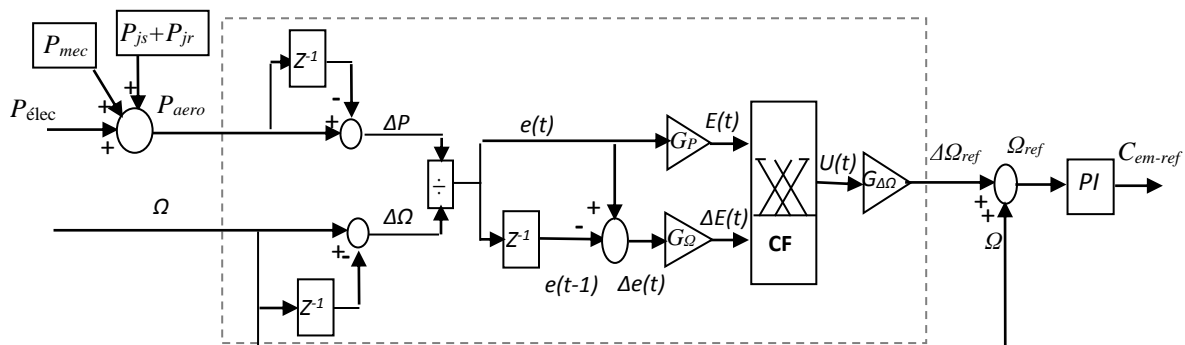 P_mec
P_js+P_jr
Z⁻¹
+
+
+
P_élec
P_aero
-
+
ΔP
e(t)
G_P
E(t)
÷
U(t)
G_ΔΩ
ΔΩ_ref
Ω_ref
PI
C_em-ref
+
+
Ω
Ω
ΔΩ
+
-
Z⁻¹
Z⁻¹
+
-
e(t-1)
Δe(t)
G_Ω
ΔE(t)
CF